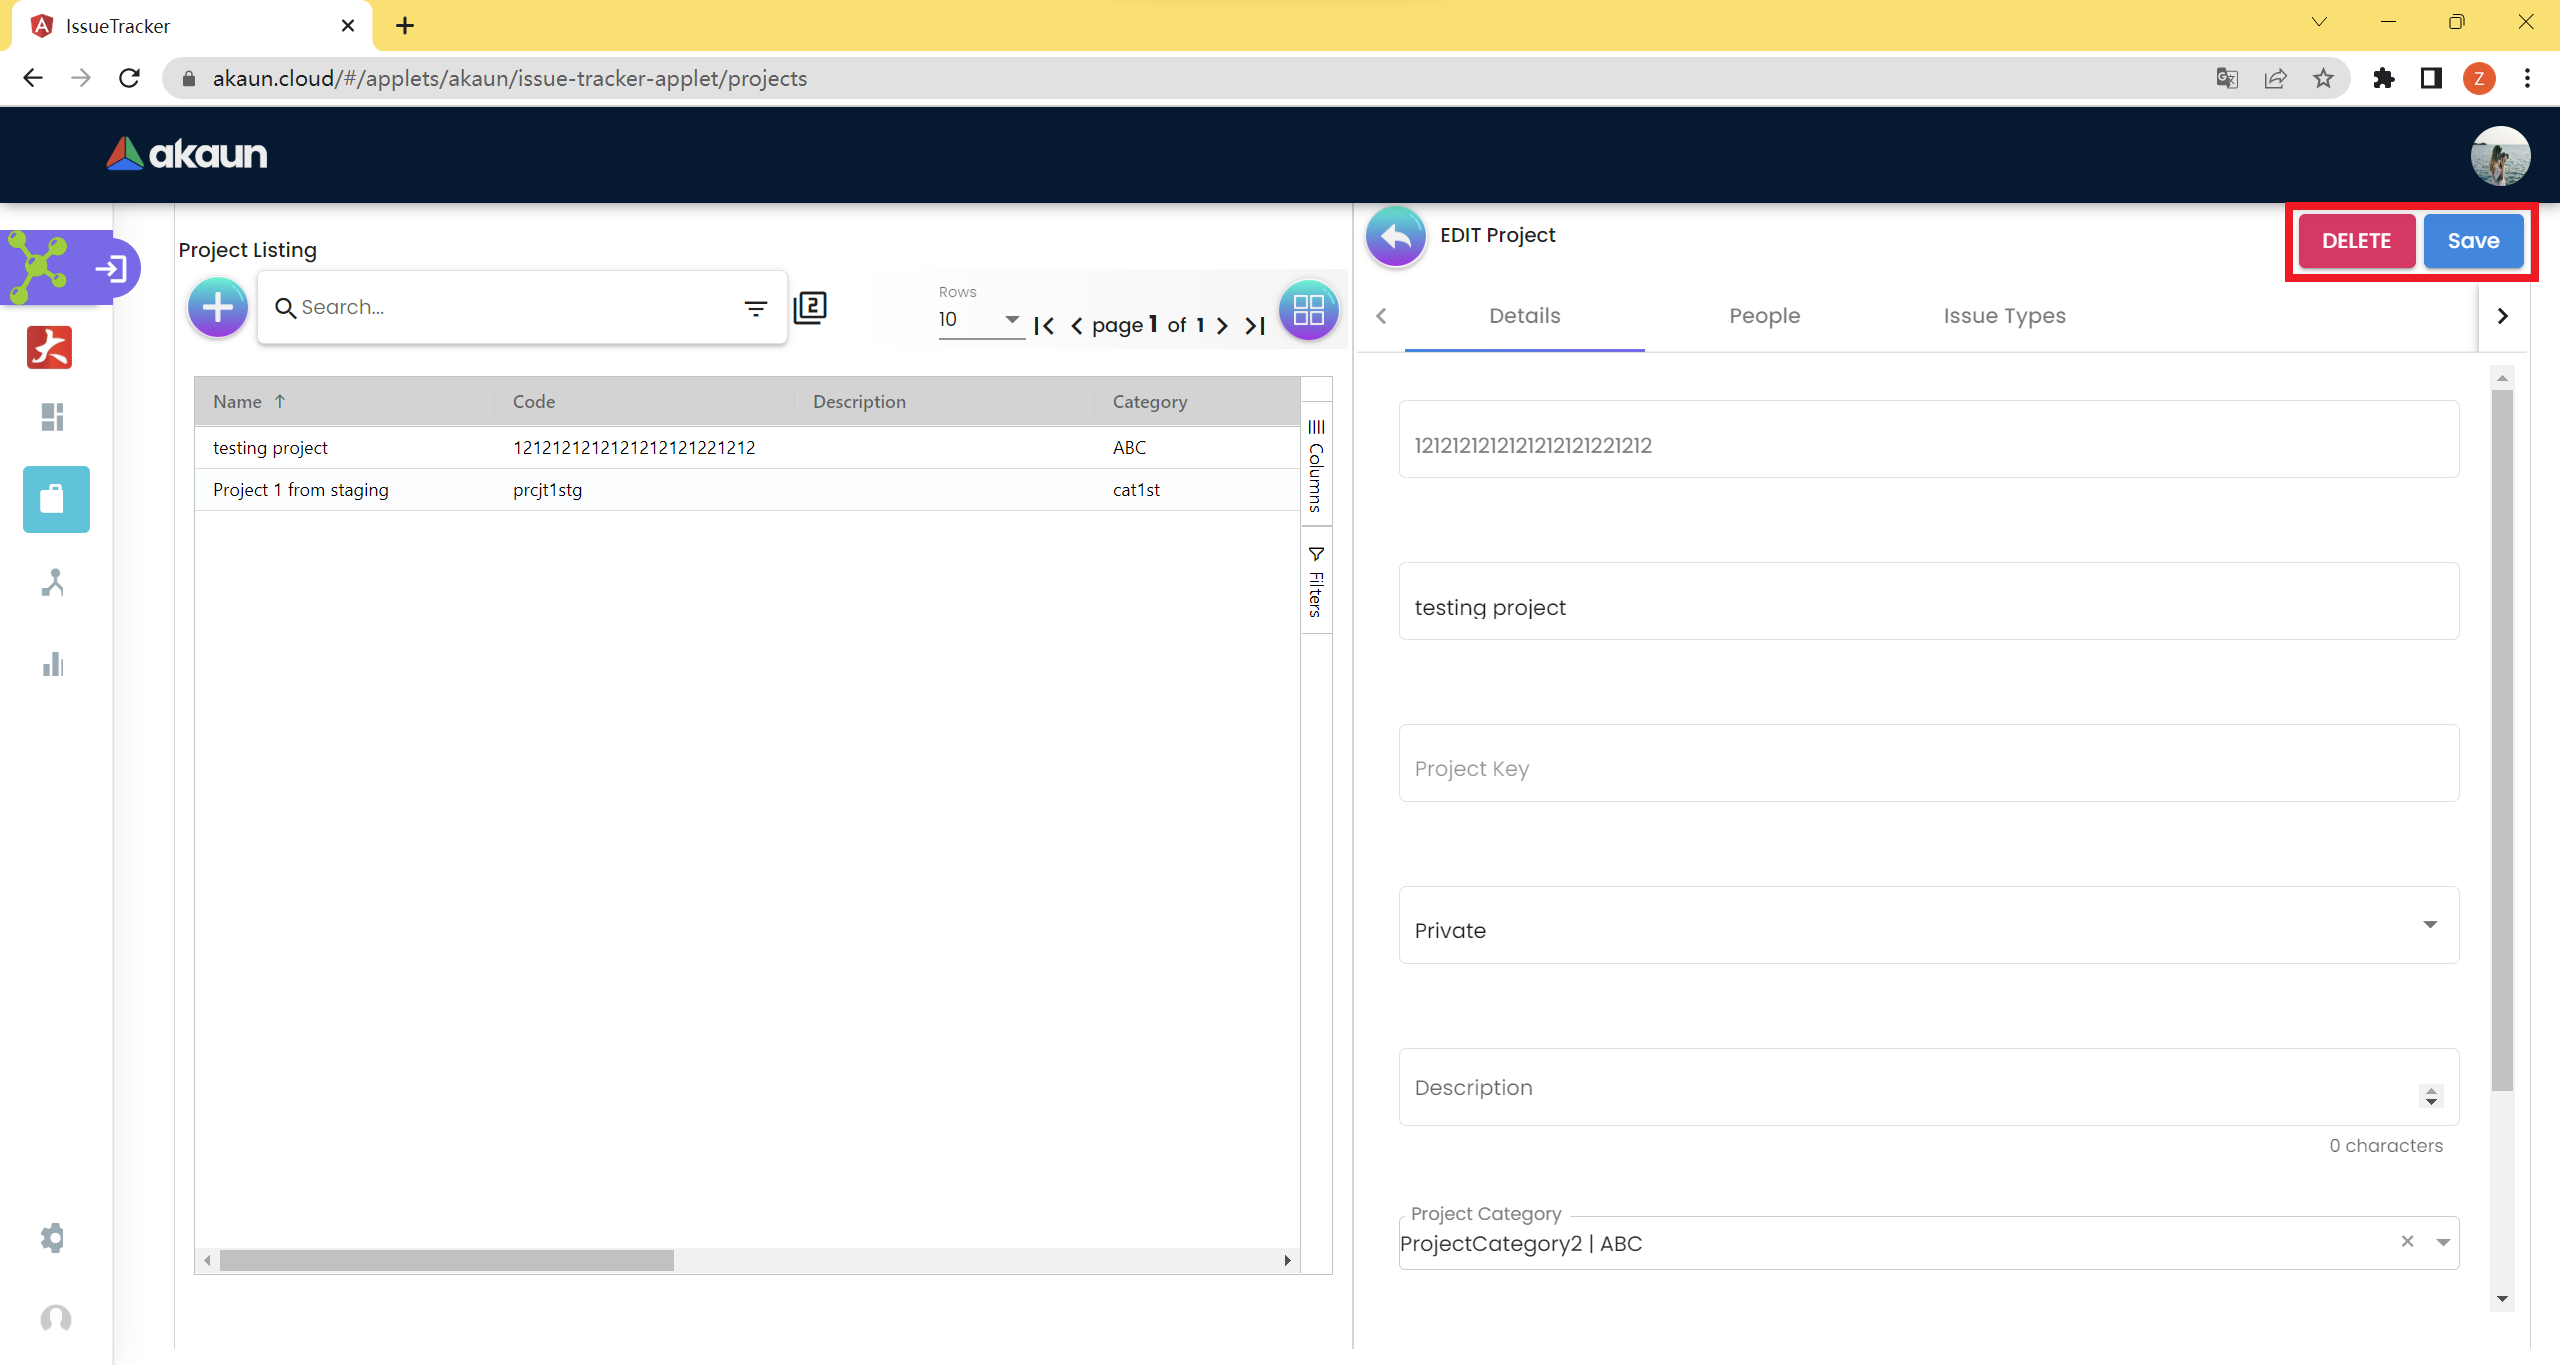 IssueTracker
akaun.cloud/#/applets/akaun/issue-tracker-applet/projects
Z
akaun
Project Listing
Search...
2
Rows
10
page 1 of 1
Name ↑ Code Description Category
testing project 1212121212121212121221212 ABC
Project 1 from staging prcjt1stg cat1st
Columns
Filters
EDIT Project
DELETE
Save
Details People Issue Types
1212121212121212121221212
testing project
Project Key
Private
Description
0 characters
Project Category
ProjectCategory2 | ABC